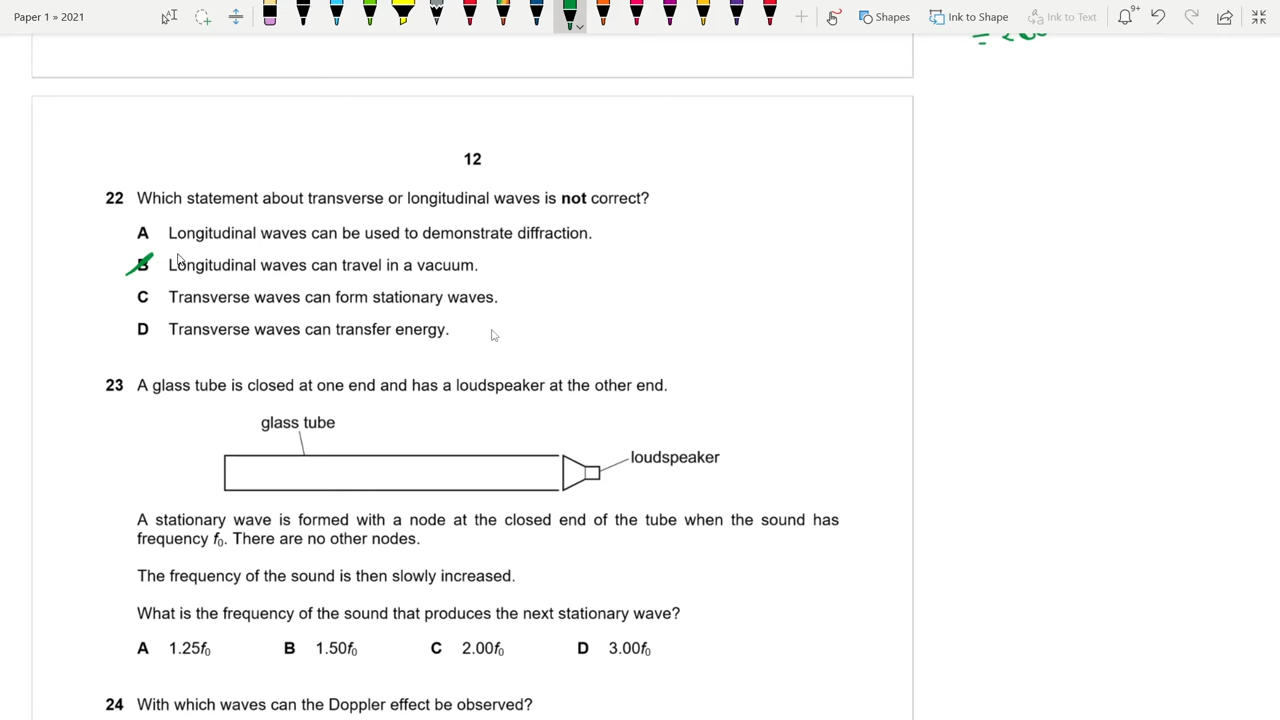 Paper 1 » 2021
Shapes
Ink to Shape
Ink to Text
9+
12
22 Which statement about transverse or longitudinal waves is not correct?
A Longitudinal waves can be used to demonstrate diffraction.
B Longitudinal waves can travel in a vacuum.
C Transverse waves can form stationary waves.
D Transverse waves can transfer energy.
23 A glass tube is closed at one end and has a loudspeaker at the other end.
glass tube
loudspeaker
A stationary wave is formed with a node at the closed end of the tube when the sound has
frequency f0. There are no other nodes.
The frequency of the sound is then slowly increased.
What is the frequency of the sound that produces the next stationary wave?
A 1.25f0 B 1.50f0 C 2.00f0 D 3.00f0
24 With which waves can the Doppler effect be observed?